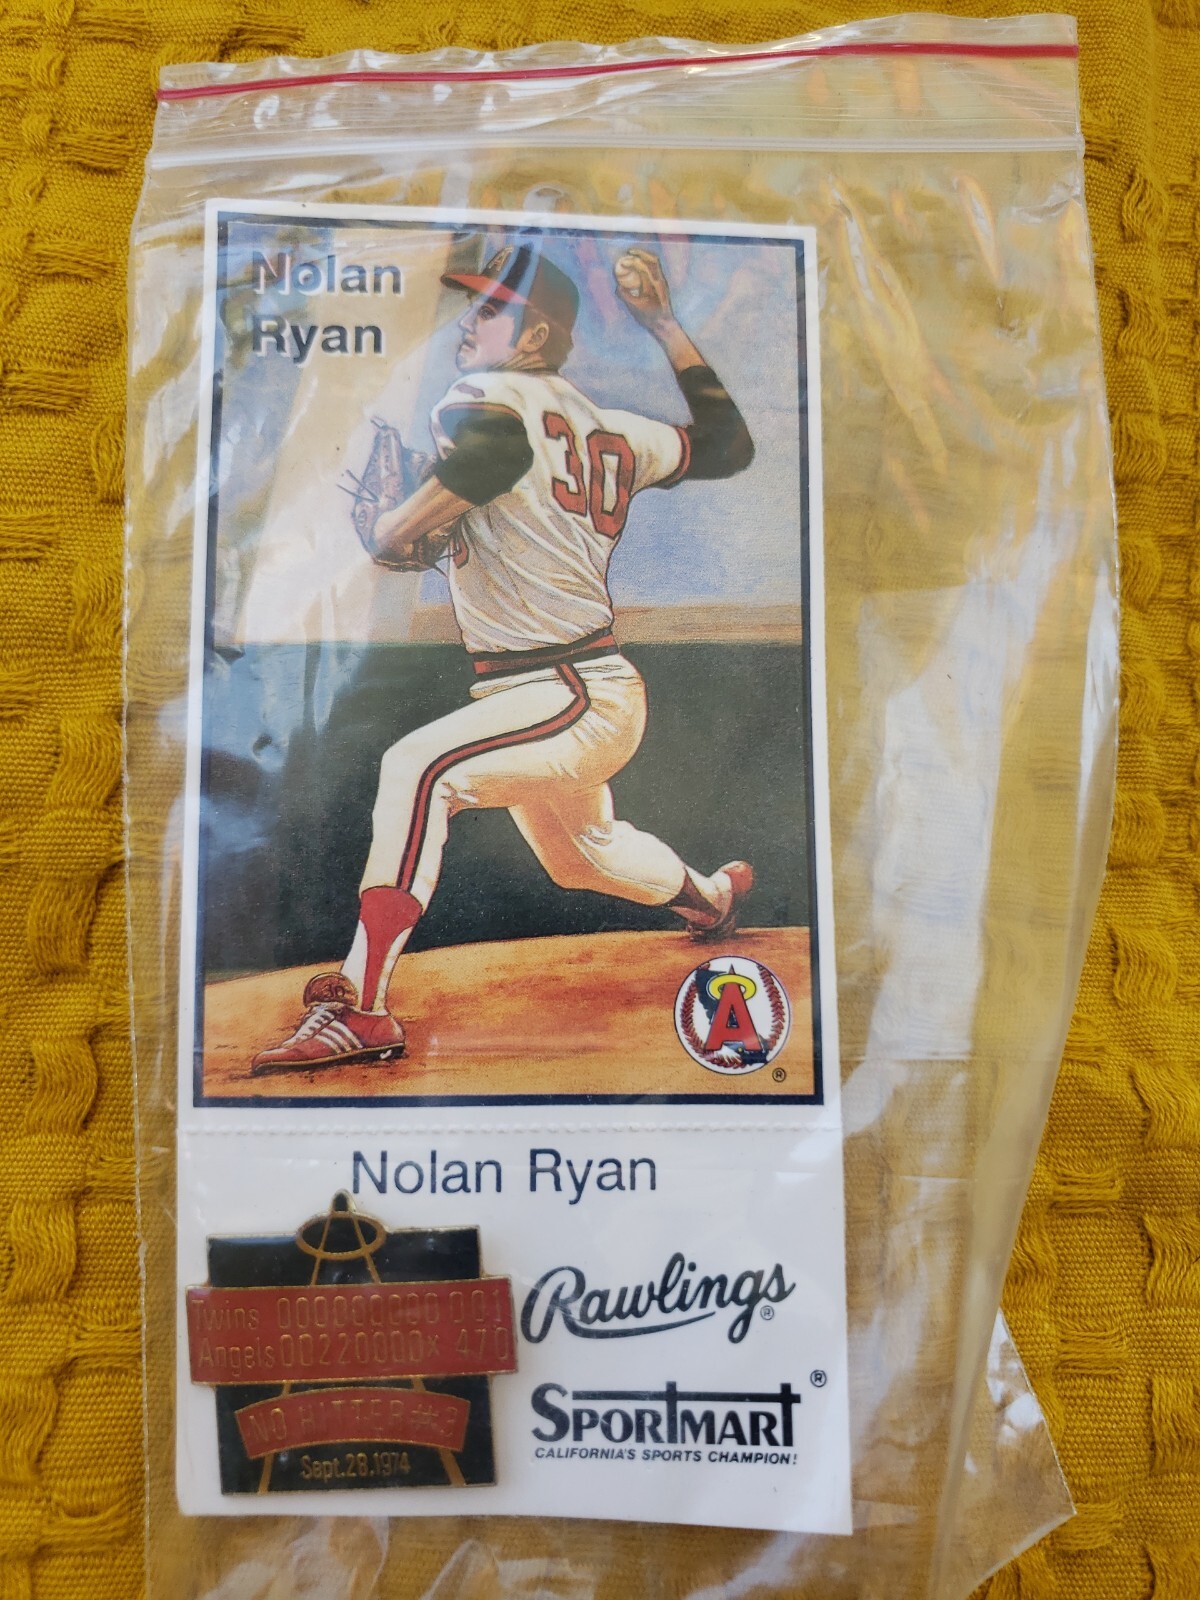 Nolan
Ryan
A
30
30
A
®
Nolan Ryan
Twins 000000000 001
Angels 00220000x 470
NO HITTER #3
Sept.28.1974
Rawlings®
SPORTMART®
CALIFORNIA'S SPORTS CHAMPION!